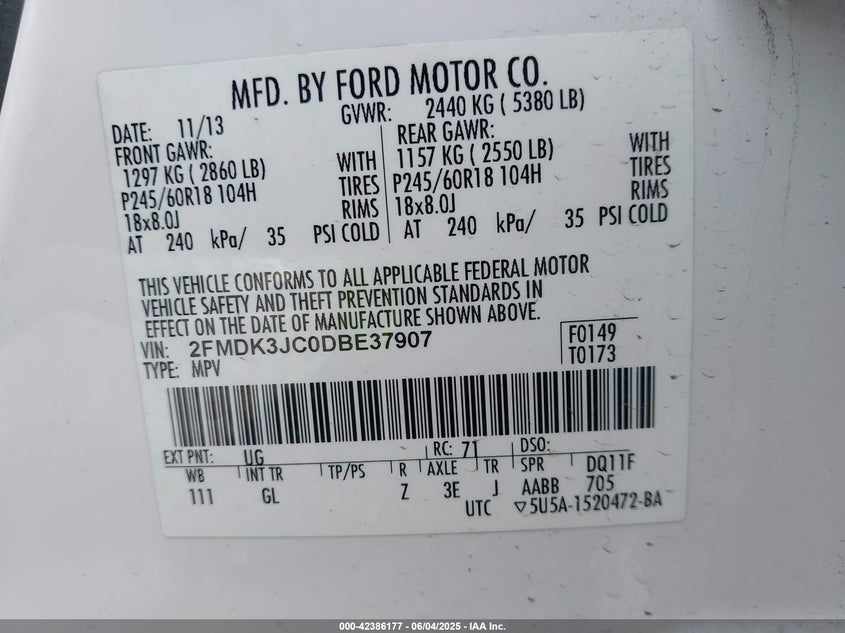 MFD. BY FORD MOTOR CO.
DATE: 11/13 GVWR: 2440 KG ( 5380 LB)
FRONT GAWR: REAR GAWR:
1297 KG ( 2860 LB) WITH 1157 KG ( 2550 LB) WITH
P245/60R18 104H TIRES P245/60R18 104H TIRES
18x8.0J RIMS 18x8.0J RIMS
AT 240 kPa/ 35 PSI COLD AT 240 kPa/ 35 PSI COLD
THIS VEHICLE CONFORMS TO ALL APPLICABLE FEDERAL MOTOR
VEHICLE SAFETY AND THEFT PREVENTION STANDARDS IN
EFFECT ON THE DATE OF MANUFACTURE SHOWN ABOVE.
VIN: 2FMDK3JC0DBE37907 F0149
TYPE: MPV T0173
EXT PNT: UG RC: 71 DSO:
WB INT TR TP/PS R AXLE TR SPR DQ11F
111 GL Z 3E J AABB 705
UTC ▽5U5A-1520472-BA
000-42386177 - 06/04/2025 - IAA Inc.